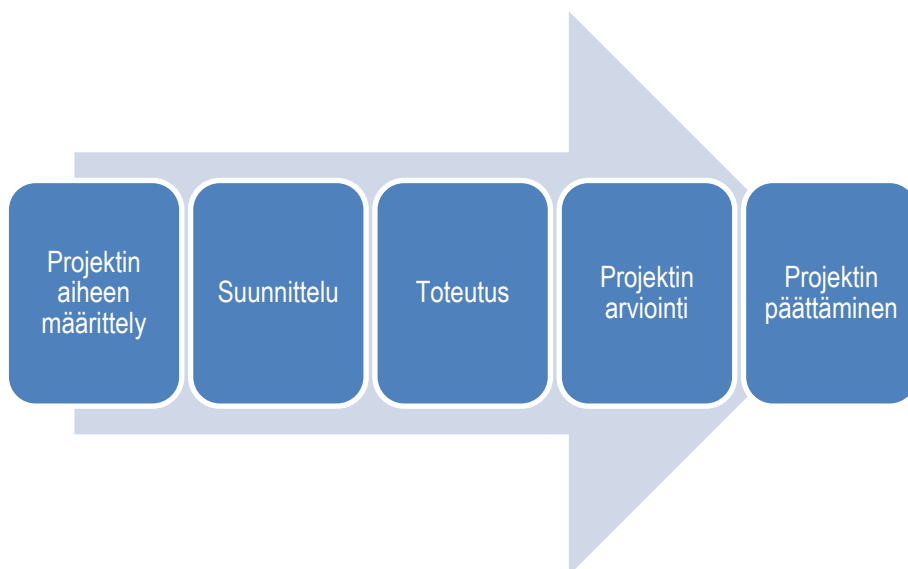 Projektin
aiheen
määrittely
Suunnittelu
Toteutus
Projektin
arviointi
Projektin
päättäminen